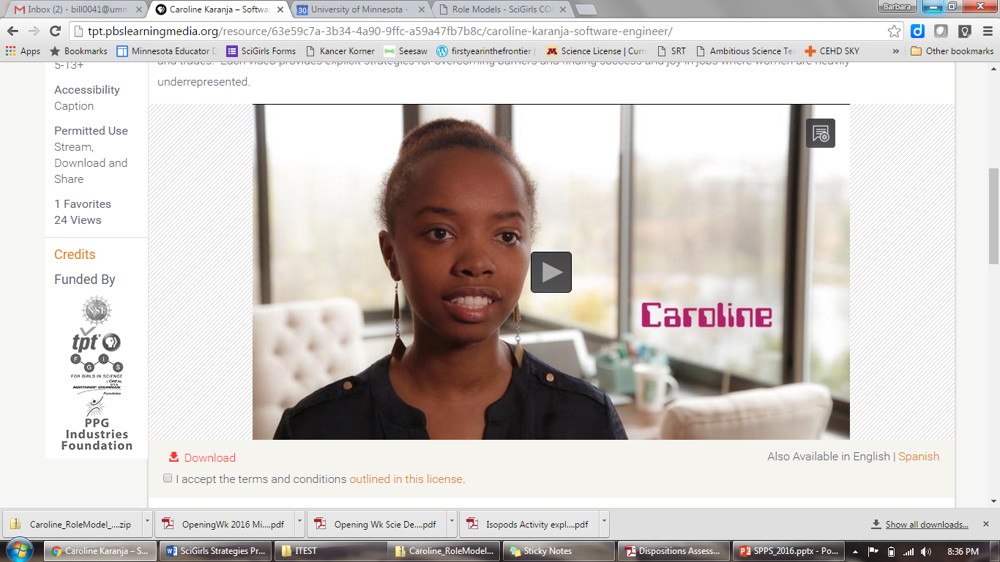 Inbox (2) - bill0041@umn
Caroline Karanja – Softwa
University of Minnesota -
Role Models - SciGirls CO
Barbara
tpt.pbslearningmedia.org/resource/63e59c7a-3b34-4a90-9ffc-a59a47fb7b8c/caroline-karanja-software-engineer/
Apps
Bookmarks
Minnesota Educator D
SciGirls Forms
Kancer Korner
Seesaw
firstyearinthefrontier
Science License | Curr
SRT
Ambitious Science Te
CEHD SKY
»
Other bookmarks
5-13+
Accessibility
Caption
Permitted Use
Stream,
Download and
Share
1 Favorites
24 Views
Credits
Funded By
NSF
tpt PBS
FGIS
FOR GIRLS IN SCIENCE
L'ORÉAL
USA
NORTHROP GRUMMAN
Foundation
PPG
Industries
Foundation
and trades. Each video provides explicit strategies for overcoming barriers and finding success and joy in jobs where women are heavily
underrepresented.
Caroline
Download
Also Available in English | Spanish
I accept the terms and conditions outlined in this license.
Caroline_RoleModel_....zip
OpeningWk 2016 Mi....pdf
Opening Wk Scie De....pdf
Isopods Activity expl....pdf
Show all downloads...
Caroline Karanja – S...
SciGirls Strategies Pr...
ITEST
Caroline_RoleModel...
Sticky Notes
Dispositions Assess...
SPPS_2016.pptx - Po...
8:36 PM